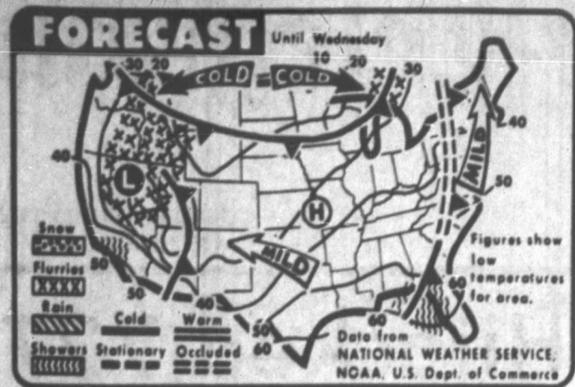 FORECAST Until Wednesday
30 20 10 20 30
COLD COLD
40
40
MILD
L
50
H
Snow
Figures show
low
temperatures
for area.
Flurries
50
MILD
50
40
60
Rain
Cold Warm
50
60
60
Data from
Showers Stationary Occluded
NATIONAL WEATHER SERVICE,
NOAA, U.S. Dept. of Commerce